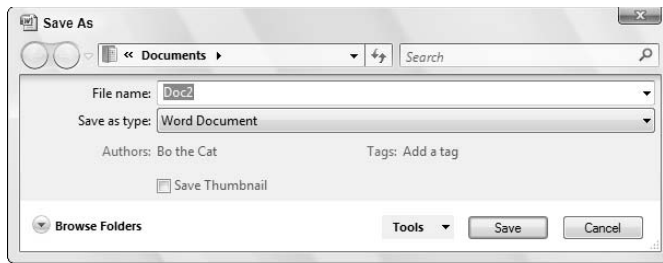 Save As
« Documents Search
File name: Doc2
Save as type: Word Document
Authors: Bo the Cat Tags: Add a tag
Save Thumbnail
Browse Folders Tools Save Cancel